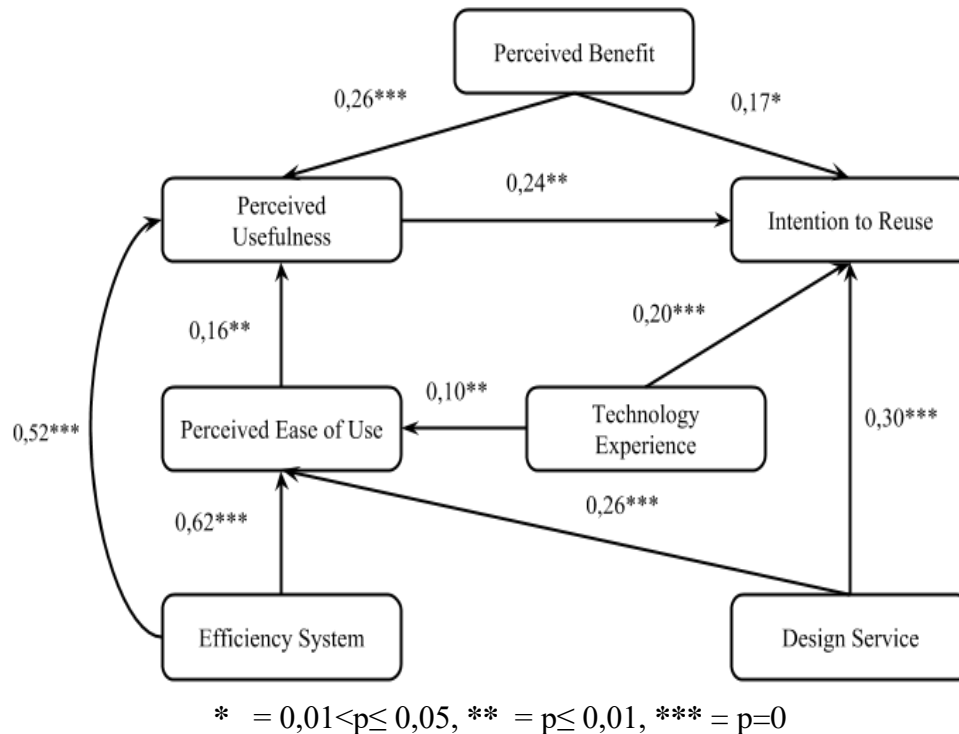 Perceived Benefit
0,26***
0,17*
Perceived
Usefulness
0,24**
Intention to Reuse
0,16**
0,20***
0,10**
Perceived Ease of Use
Technology
Experience
0,30***
0,52***
0,62***
0,26***
Efficiency System
Design Service
* = 0,01<p≤ 0,05, ** = p≤ 0,01, *** = p=0